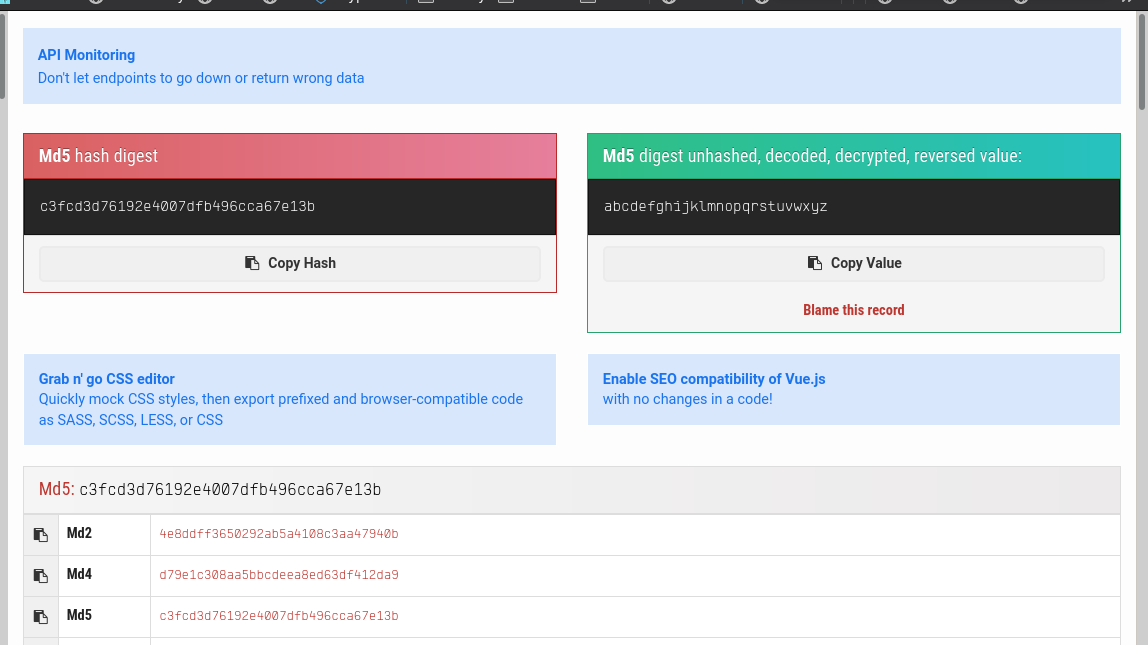 API Monitoring
Don't let endpoints to go down or return wrong data
Md5 hash digest
c3fcd3d76192e4007dfb496cca67e13b
Copy Hash
Md5 digest unhashed, decoded, decrypted, reversed value:
abcdefghijklmnopqrstuvwxyz
Copy Value
Blame this record
Grab n' go CSS editor
Quickly mock CSS styles, then export prefixed and browser-compatible code
as SASS, SCSS, LESS, or CSS
Enable SEO compatibility of Vue.js
with no changes in a code!
Md5: c3fcd3d76192e4007dfb496cca67e13b
Md2 4e8ddff3650292ab5a4108c3aa47940b
Md4 d79e1c308aa5bbcdeea8ed63df412da9
Md5 c3fcd3d76192e4007dfb496cca67e13b